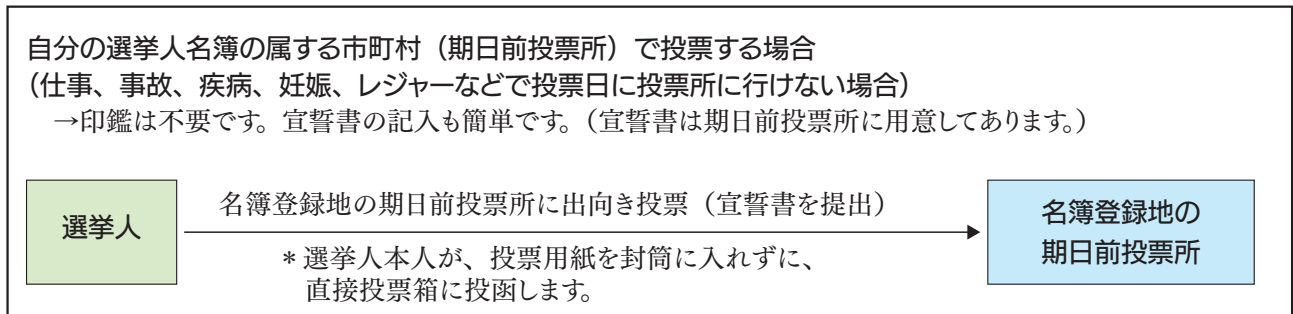 自分の選挙人名簿の属する市町村（期日前投票所）で投票する場合
（仕事、事故、疾病、妊娠、レジャーなどで投票日に投票所に行けない場合）
→印鑑は不要です。宣誓書の記入も簡単です。（宣誓書は期日前投票所に用意してあります。）
選挙人
名簿登録地の期日前投票所に出向き投票（宣誓書を提出）
＊選挙人本人が、投票用紙を封筒に入れずに、
直接投票箱に投函します。
名簿登録地の
期日前投票所